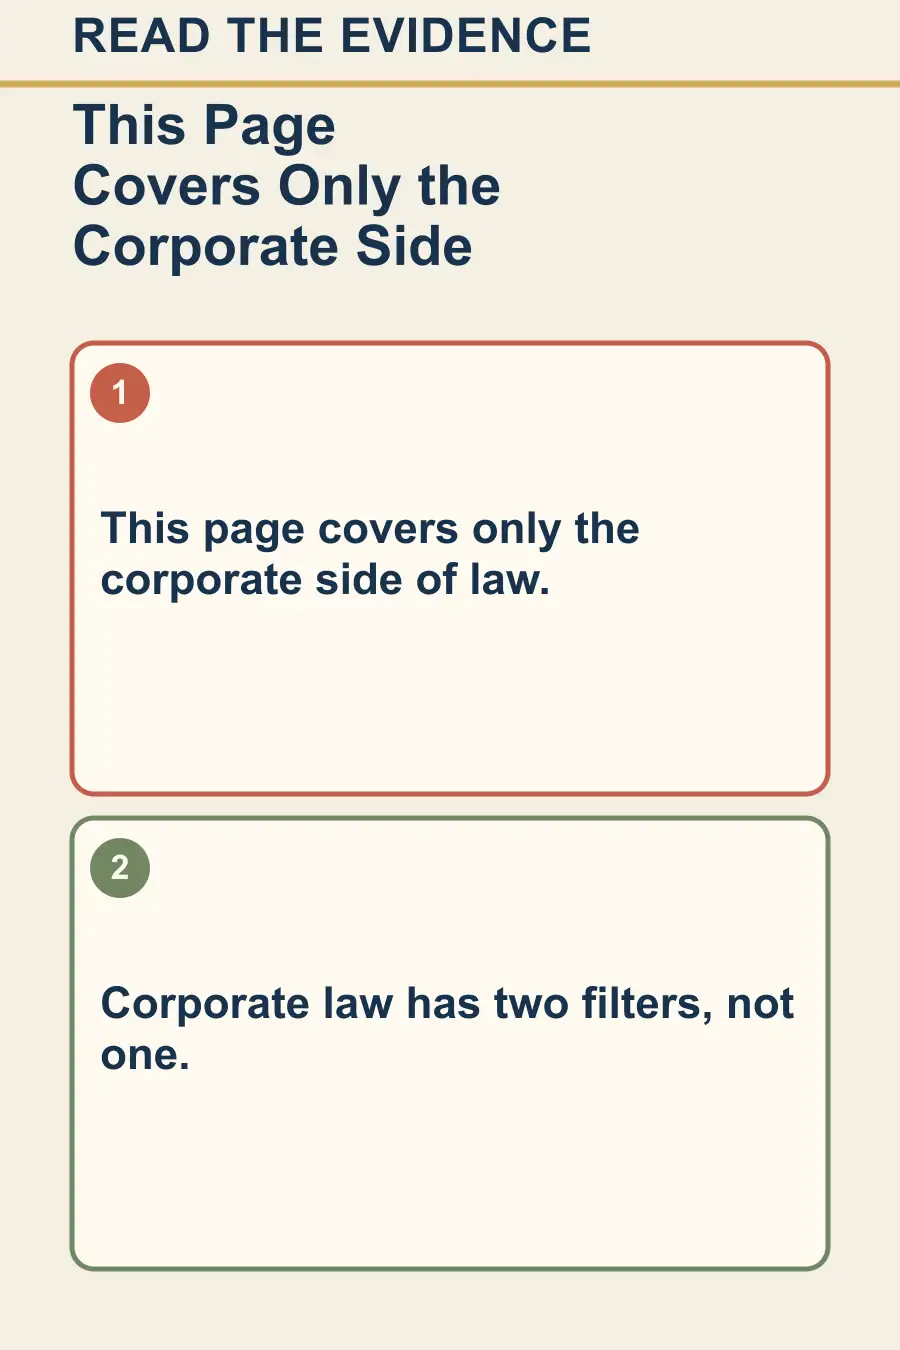 READ THE EVIDENCE
This Page
Covers Only the
Corporate Side
1
This page covers only the
corporate side of law.
2
Corporate law has two filters, not
one.